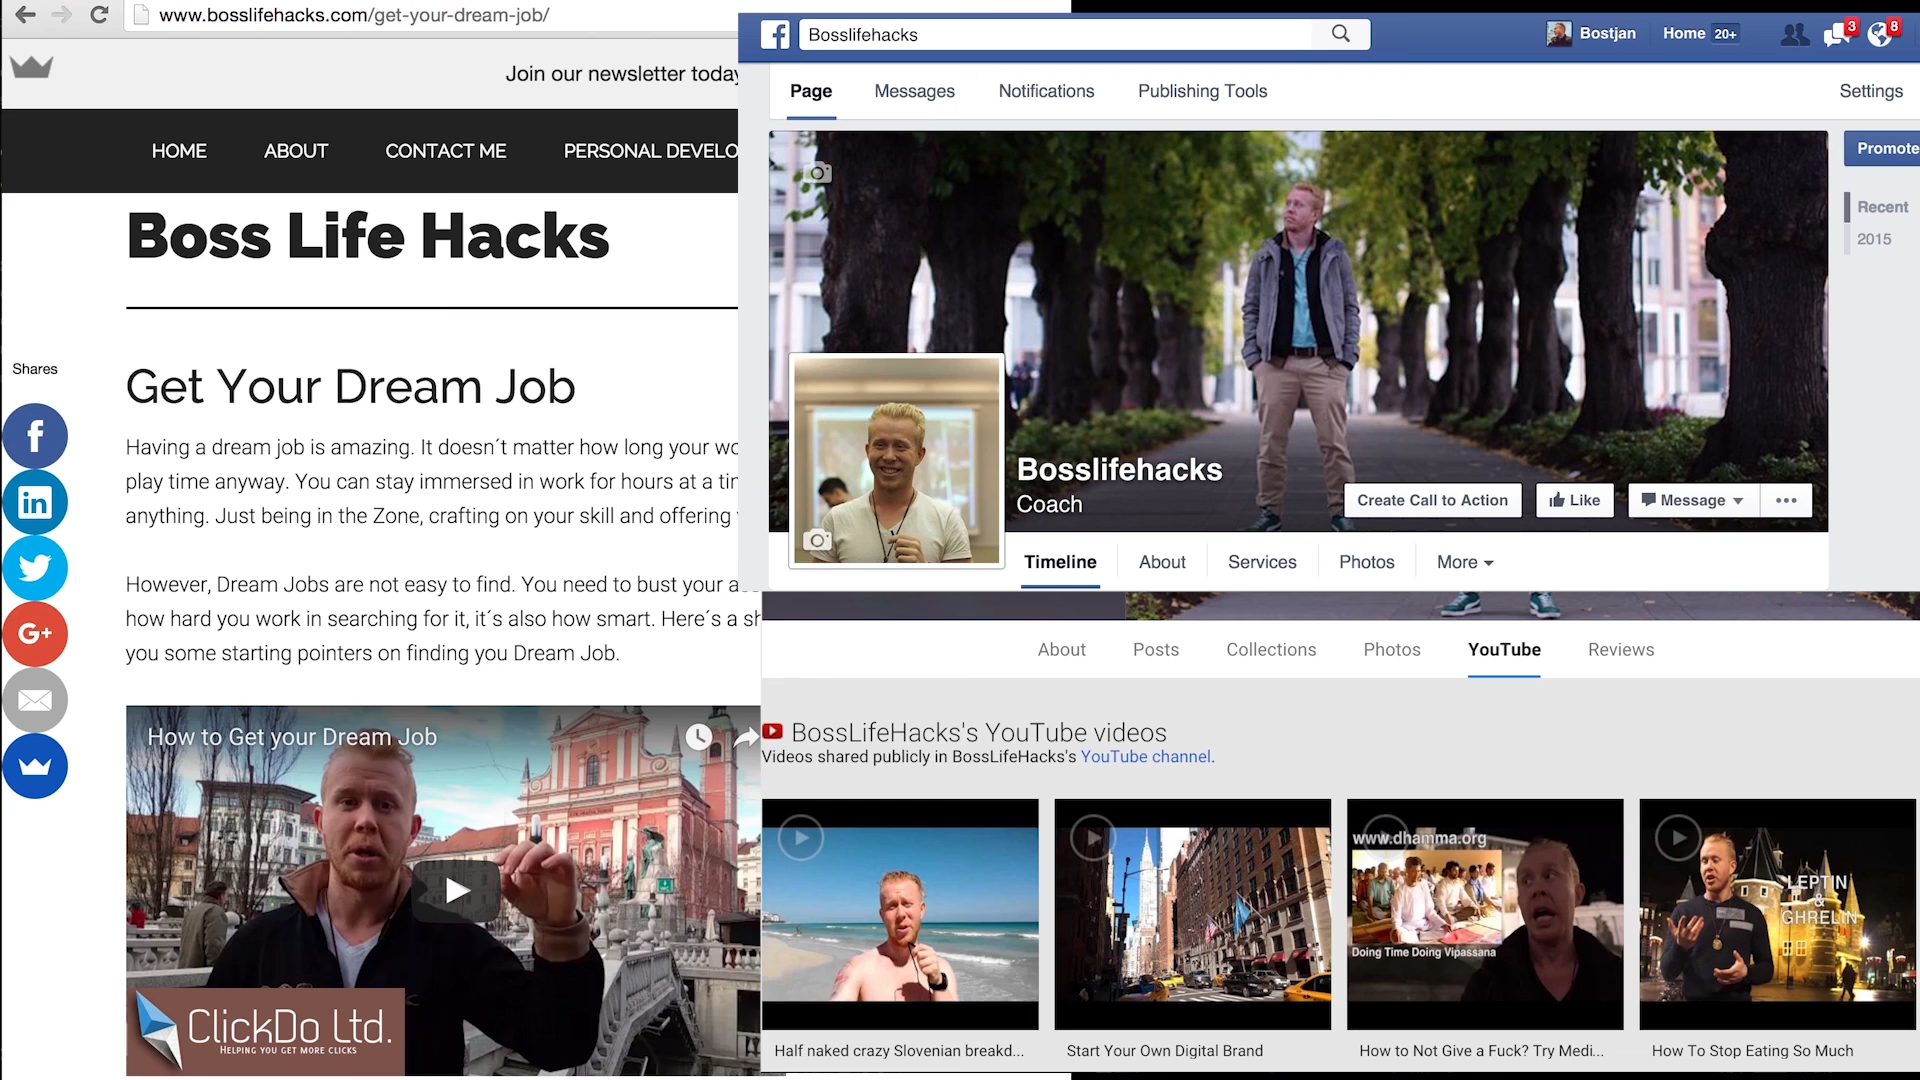 www.bosslifehacks.com/get-your-dream-job/
Join our newsletter today
HOME ABOUT CONTACT ME PERSONAL DEVELO
Boss Life Hacks
Shares
Get Your Dream Job
Having a dream job is amazing. It doesn´t matter how long your wo
play time anyway. You can stay immersed in work for hours at a tin
anything. Just being in the Zone, crafting on your skill and offering
However, Dream Jobs are not easy to find. You need to bust your a
how hard you work in searching for it, it´s also how smart. Here´s a sh
you some starting pointers on finding you Dream Job.
How to Get your Dream Job
ClickDo Ltd.
HELPING YOU GET MORE CLICKS
Bosslifehacks
Bostjan Home 20+ 3 8
Page Messages Notifications Publishing Tools Settings
Promote
Recent
2015
Bosslifehacks
Coach
Create Call to Action Like Message
Timeline About Services Photos More
About Posts Collections Photos YouTube Reviews
BossLifeHacks's YouTube videos
Videos shared publicly in BossLifeHacks's YouTube channel.
www.dhamma.org
Doing Time Doing Vipassana
LEPTIN
&
GHRELIN
Half naked crazy Slovenian breakd...
Start Your Own Digital Brand
How to Not Give a Fuck? Try Medi...
How To Stop Eating So Much